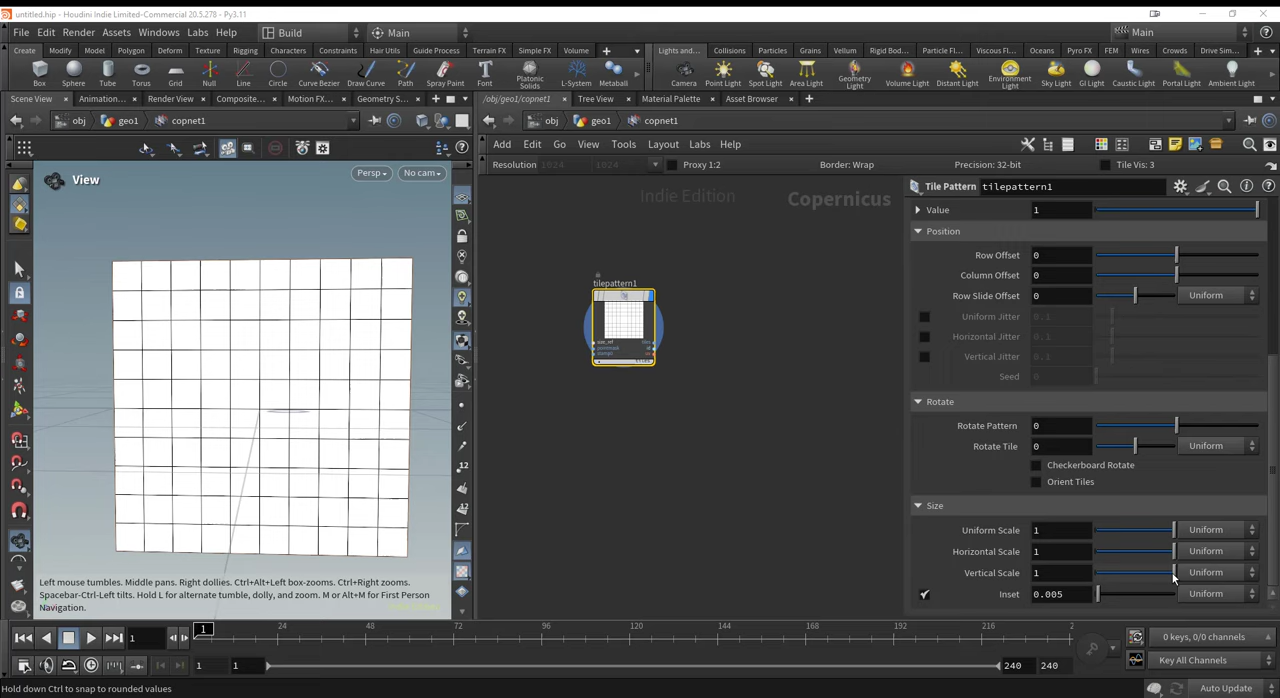 untitled.hip - Houdini Indie Limited-Commercial 20.5.278 - Py3.11
File Edit Render Assets Windows Labs Help Build Main Main
Create Modify Model Polygon Deform Texture Rigging Characters Constraints Hair Utils Guide Process Terrain FX Simple FX Volume
Lights and... Collisions Particles Grains Vellum Rigid Bod... Particle Fl... Viscous Fl... Oceans Pyro FX FEM Wires Crowds Drive Sim...
Box Sphere Tube Torus Grid Null Line Circle Curve Bezier Draw Curve Path Spray Paint Font Platonic Solids L-System Metaball
Camera Point Light Spot Light Area Light Geometry Light Volume Light Distant Light Environment Light Sky Light GI Light Caustic Light Portal Light Ambient Light
Scene View Animation... Render View Composite... Motion FX... Geometry S...
/obj/geo1/copnet1 Tree View Material Palette Asset Browser
obj geo1 copnet1
obj geo1 copnet1
Add Edit Go View Tools Layout Labs Help
Resolution 1024 1024 Proxy 1:2 Border: Wrap Precision: 32-bit Tile Vis: 3
View
Persp No cam
Indie Edition
Copernicus
tilepattern1
size_ref
tiles
id
Tile Pattern tilepattern1
Value 1
Position
Row Offset 0
Column Offset 0
Row Slide Offset 0 Uniform
Uniform Jitter 0.1
Horizontal Jitter 0.1
Vertical Jitter 0.1
Seed 0
Rotate
Rotate Pattern 0
Rotate Tile 0 Uniform
Checkerboard Rotate
Orient Tiles
Size
Uniform Scale 1 Uniform
Horizontal Scale 1 Uniform
Vertical Scale 1 Uniform
Inset 0.005 Uniform
12
12
Left mouse tumbles. Middle pans. Right dollies. Ctrl+Alt+Left box-zooms. Ctrl+Right zooms.
Spacebar-Ctrl-Left tilts. Hold L for alternate tumble, dolly, and zoom. M or Alt+M for First Person
Navigation.
1 1 24 48 72 96 120 144 168 192 216 2
0 keys, 0/0 channels
1 1 240 240
Key All Channels
Hold down Ctrl to snap to rounded values
Auto Update